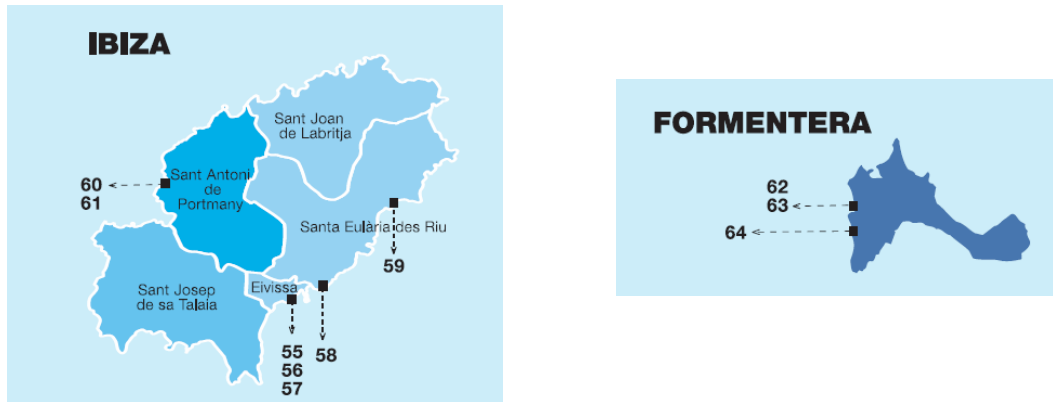 IBIZA
Sant Joan
de Labritja
Sant Antoni
de
Portmany
60
61
Santa Eulària des Riu
59
Sant Josep
de sa Talaia
Eivissa
55
56
57
58
FORMENTERA
62
63
64